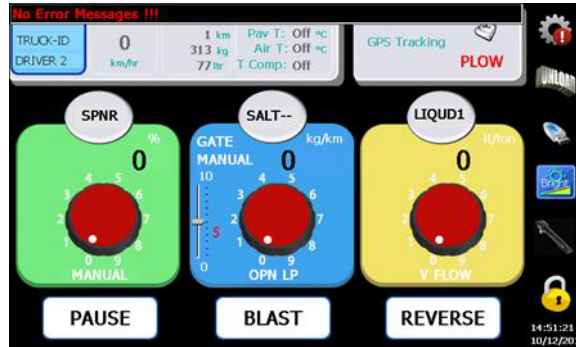 No Error Messages !!!
TRUCK-ID
DRIVER 2
0
km/hr
1 km
313 kg
77 ltr
Pav T: Off °C
Air T: Off °C
T Comp: Off
GPS Tracking
PLOW
UNLOAD
SPNR
%
0
0 1 2 3 4 5 6 7 8 9
MANUAL
SALT--
GATE
MANUAL
kg/km
0
10
5
0
0 1 2 3 4 5 6 7 8 9
OPN LP
LIQUD1
lt/ton
0
0 1 2 3 4 5 6 7 8 9
V FLOW
Bright
PAUSE
BLAST
REVERSE
14:51:21
10/12/20